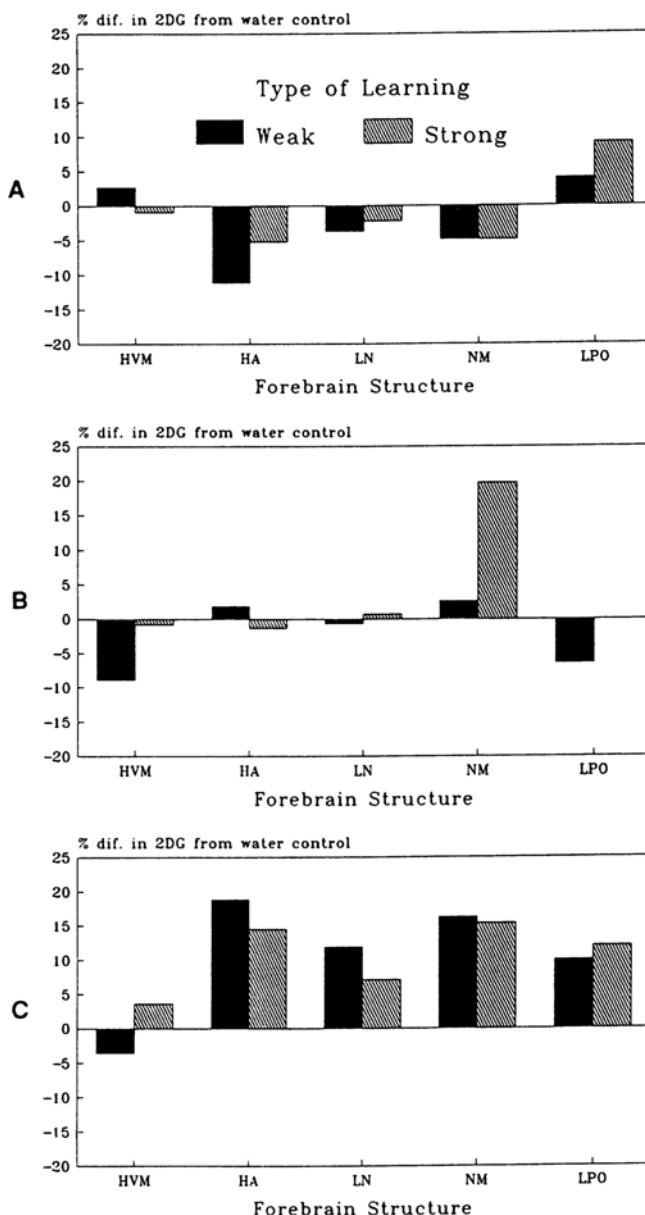 % dif. in 2DG from water control
25
20
15
10
5
0
−5
−10
−15
−20
Type of Learning
Weak Strong
A
HVM HA LN NM LPO
Forebrain Structure
% dif. in 2DG from water control
25
20
15
10
5
0
−5
−10
−15
−20
B
HVM HA LN NM LPO
Forebrain Structure
% dif. in 2DG from water control
25
20
15
10
5
0
−5
−10
−15
−20
C
HVM HA LN NM LPO
Forebrain Structure